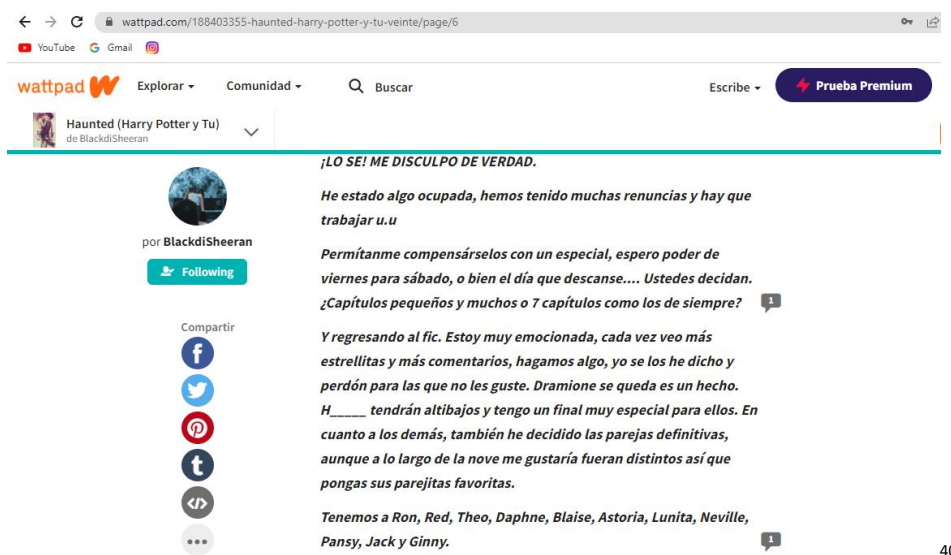 wattpad.com/188403355-haunted-harry-potter-y-tu-veinte/page/6
YouTube Gmail
wattpad Explorar Comunidad Buscar Escribe Prueba Premium
Haunted (Harry Potter y Tu)
de BlackdiSheeran
¡LO SE! ME DISCULPO DE VERDAD.
He estado algo ocupada, hemos tenido muchas renuncias y hay que
trabajar u.u
por BlackdiSheeran
Following
Permítanme compensárselos con un especial, espero poder de
viernes para sábado, o bien el día que descanse.... Ustedes decidan.
¿Capítulos pequeños y muchos o 7 capítulos como los de siempre? 1
Compartir
Y regresando al fic. Estoy muy emocionada, cada vez veo más
estrellitas y más comentarios, hagamos algo, yo se los he dicho y
perdón para las que no les guste. Dramione se queda es un hecho.
H_____ tendrán altibajos y tengo un final muy especial para ellos. En
cuanto a los demás, también he decidido las parejas definitivas,
aunque a lo largo de la nove me gustaría fueran distintos así que
pongas sus parejitas favoritas.
Tenemos a Ron, Red, Theo, Daphne, Blaise, Astoria, Lunita, Neville,
Pansy, Jack y Ginny. 1